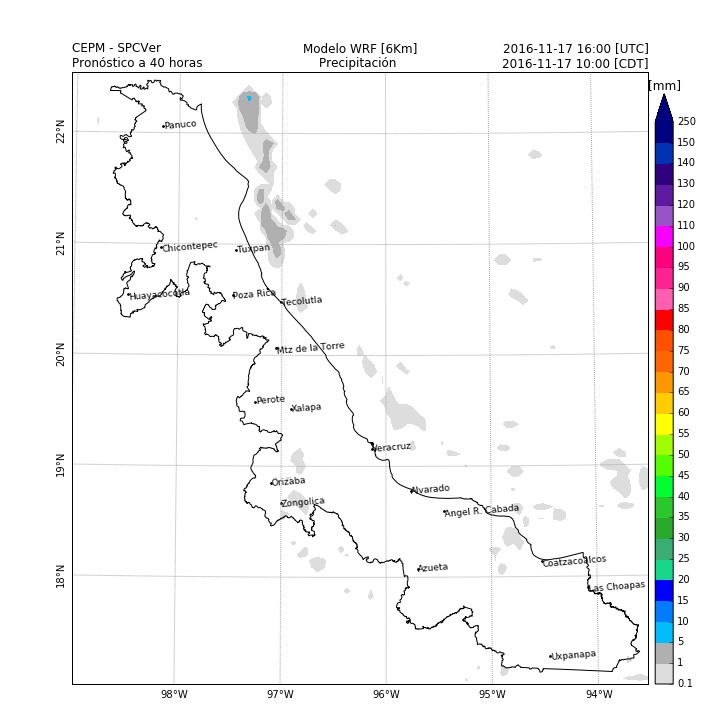 CEPM - SPCVer Modelo WRF [6Km] 2016-11-17 16:00 [UTC]
Pronóstico a 40 horas Precipitación 2016-11-17 10:00 [CDT]
[mm]
250
150
140
130
120
110
100
95
90
85
80
75
70
65
60
55
50
45
40
35
30
25
20
15
10
5
1
0.1
22°N
21°N
20°N
19°N
18°N
Panuco
Chicontepec
Tuxpan
Huayacocotla
Poza Rica
Tecolutla
Mtz de la Torre
Perote
Xalapa
Veracruz
Orizaba
Alvarado
Zongolica
Angel R. Cabada
Azueta
Coatzacoalcos
Las Choapas
Uxpanapa
98°W 97°W 96°W 95°W 94°W